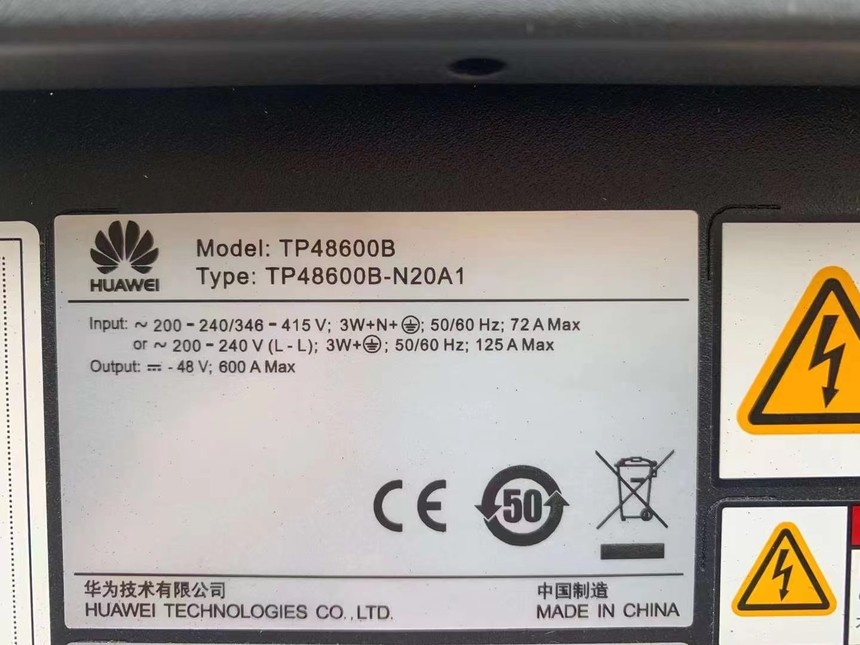 HUAWEI
Model: TP48600B
Type: TP48600B-N20A1
Input: ~ 200 - 240/346 - 415 V; 3W+N+⏚; 50/60 Hz; 72 A Max
or ~ 200 - 240 V (L - L); 3W+⏚; 50/60 Hz; 125 A Max
Output: ⎓ - 48 V; 600 A Max
CE
50
华为技术有限公司
HUAWEI TECHNOLOGIES CO.,LTD.
中国制造
MADE IN CHINA